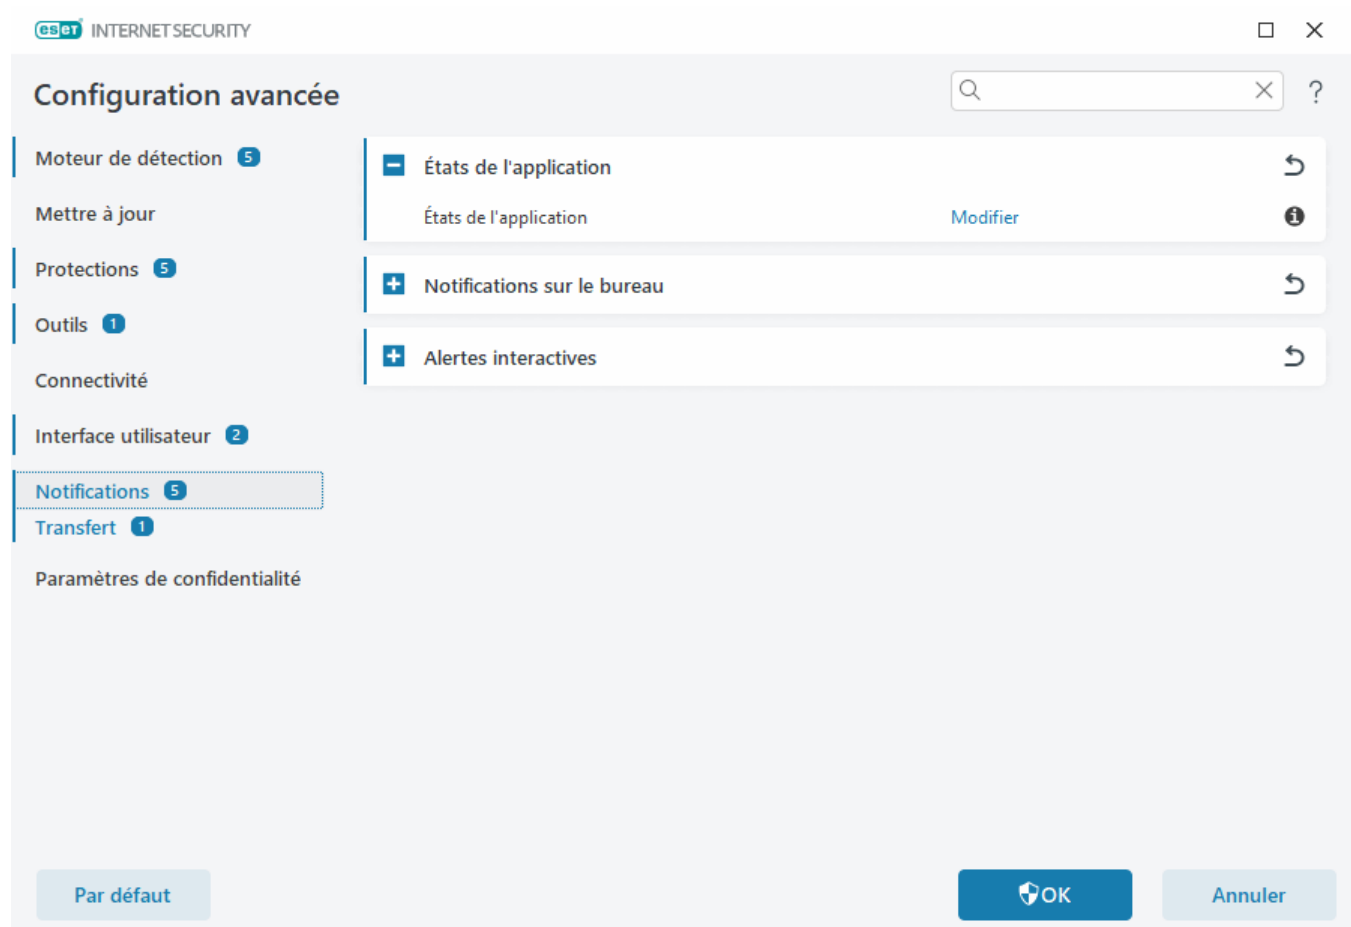 eset INTERNET SECURITY
Configuration avancée
?
Moteur de détection 5
Mettre à jour
Protections 5
Outils 1
Connectivité
Interface utilisateur 2
Notifications 5
Transfert 1
Paramètres de confidentialité
États de l'application
États de l'application Modifier
Notifications sur le bureau
Alertes interactives
Par défaut
OK
Annuler